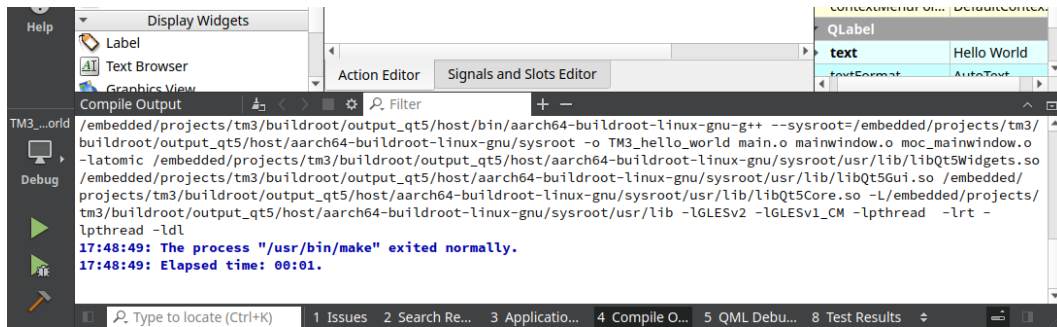 Help
Display Widgets
Label
Text Browser
Graphics View
Action Editor
Signals and Slots Editor
contextMenuFor... DefaultContex.
QLabel
text Hello World
textFormat AutoText
Compile Output
Filter
TM3_...orld
Debug
/embedded/projects/tm3/buildroot/output_qt5/host/bin/aarch64-buildroot-linux-gnu-g++ --sysroot=/embedded/projects/tm3/
buildroot/output_qt5/host/aarch64-buildroot-linux-gnu/sysroot -o TM3_hello_world main.o mainwindow.o moc_mainwindow.o
-latomic /embedded/projects/tm3/buildroot/output_qt5/host/aarch64-buildroot-linux-gnu/sysroot/usr/lib/libQt5Widgets.so
/embedded/projects/tm3/buildroot/output_qt5/host/aarch64-buildroot-linux-gnu/sysroot/usr/lib/libQt5Gui.so /embedded/
projects/tm3/buildroot/output_qt5/host/aarch64-buildroot-linux-gnu/sysroot/usr/lib/libQt5Core.so -L/embedded/projects/
tm3/buildroot/output_qt5/host/aarch64-buildroot-linux-gnu/sysroot/usr/lib -lGLESv2 -lGLESv1_CM -lpthread  -lrt -
lpthread -ldl
17:48:49: The process "/usr/bin/make" exited normally.
17:48:49: Elapsed time: 00:01.
Type to locate (Ctrl+K)
1 Issues 2 Search Re... 3 Applicatio... 4 Compile O... 5 QML Debu... 8 Test Results